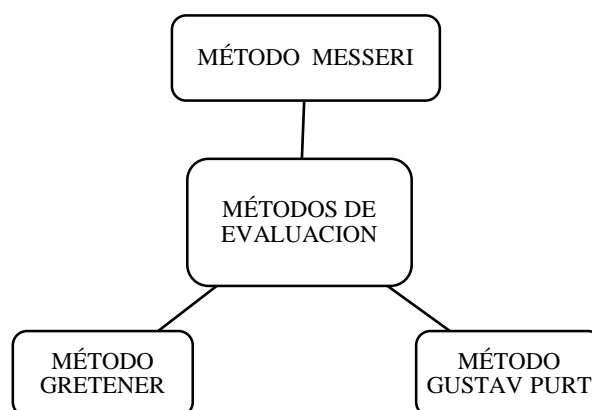 MÉTODO MESSERI
MÉTODOS DE
EVALUACION
MÉTODO
GRETENER
MÉTODO
GUSTAV PURT